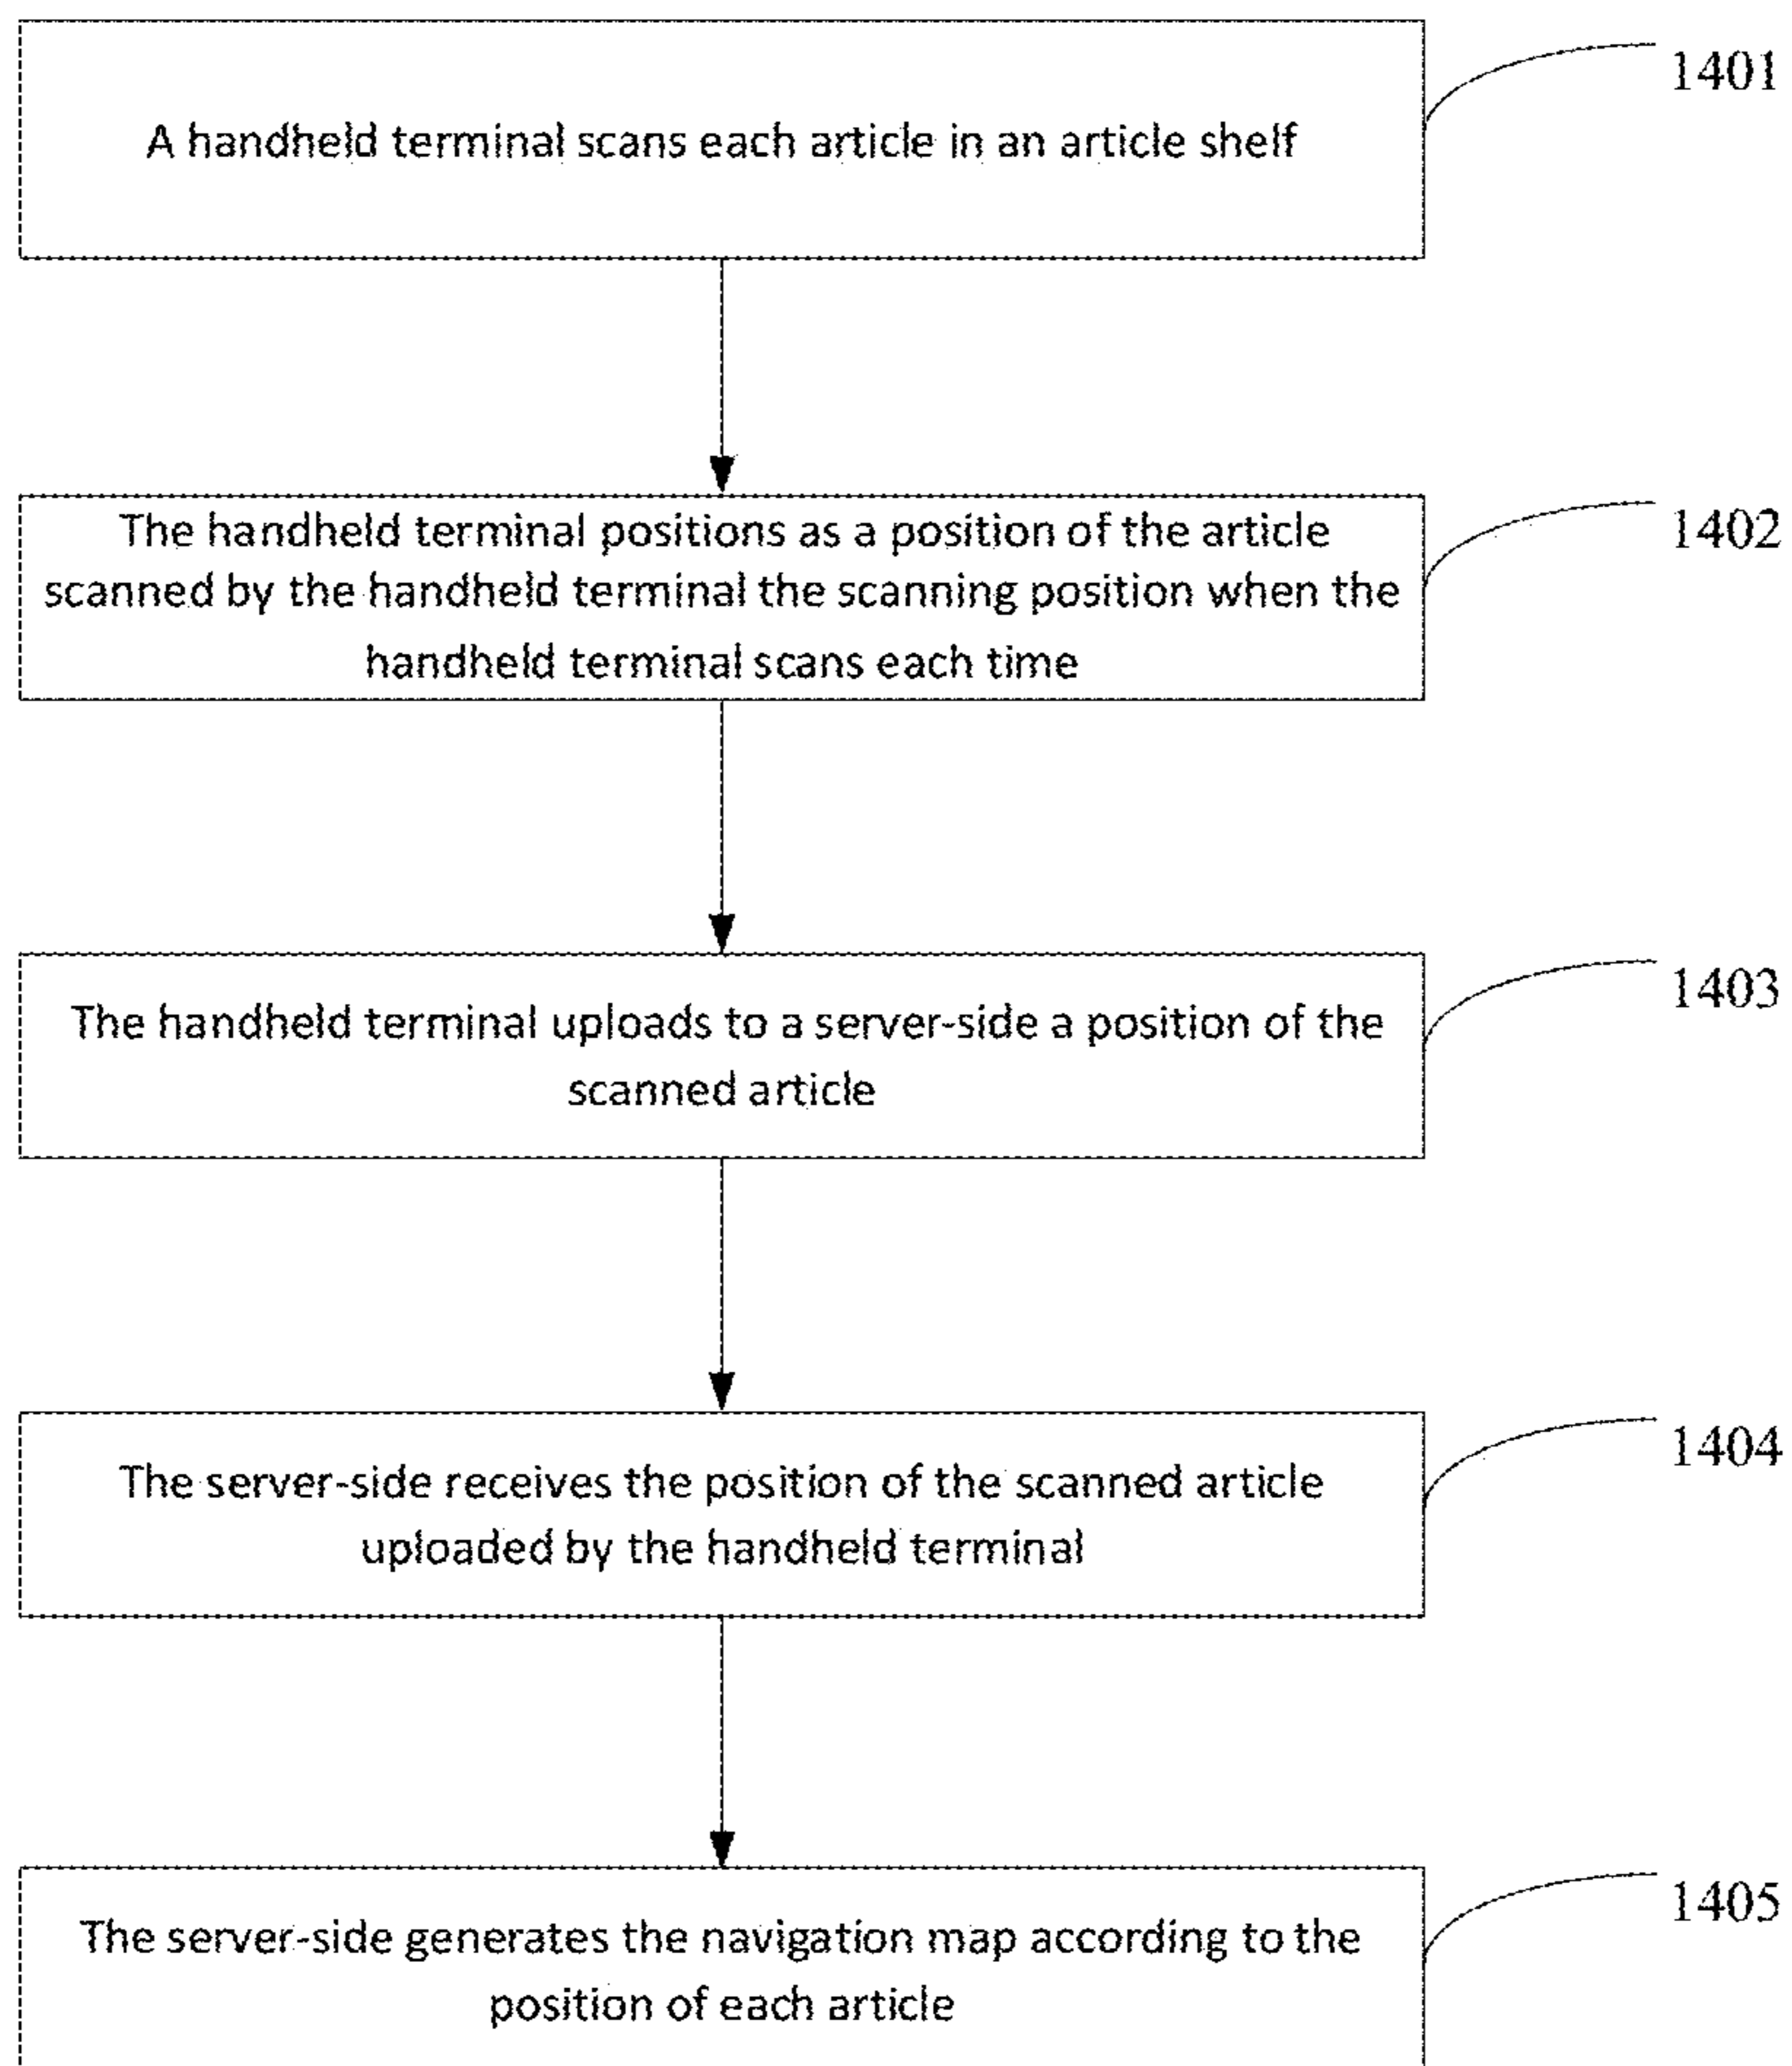 A handheld terminal scans each article in an article shelf
1401
The handheld terminal positions as a position of the article
scanned by the handheld terminal the scanning position when the
handheld terminal scans each time
1402
The handheld terminal uploads to a server-side a position of the
scanned article
1403
The server-side receives the position of the scanned article
uploaded by the handheld terminal
1404
The server-side generates the navigation map according to the
position of each article
1405